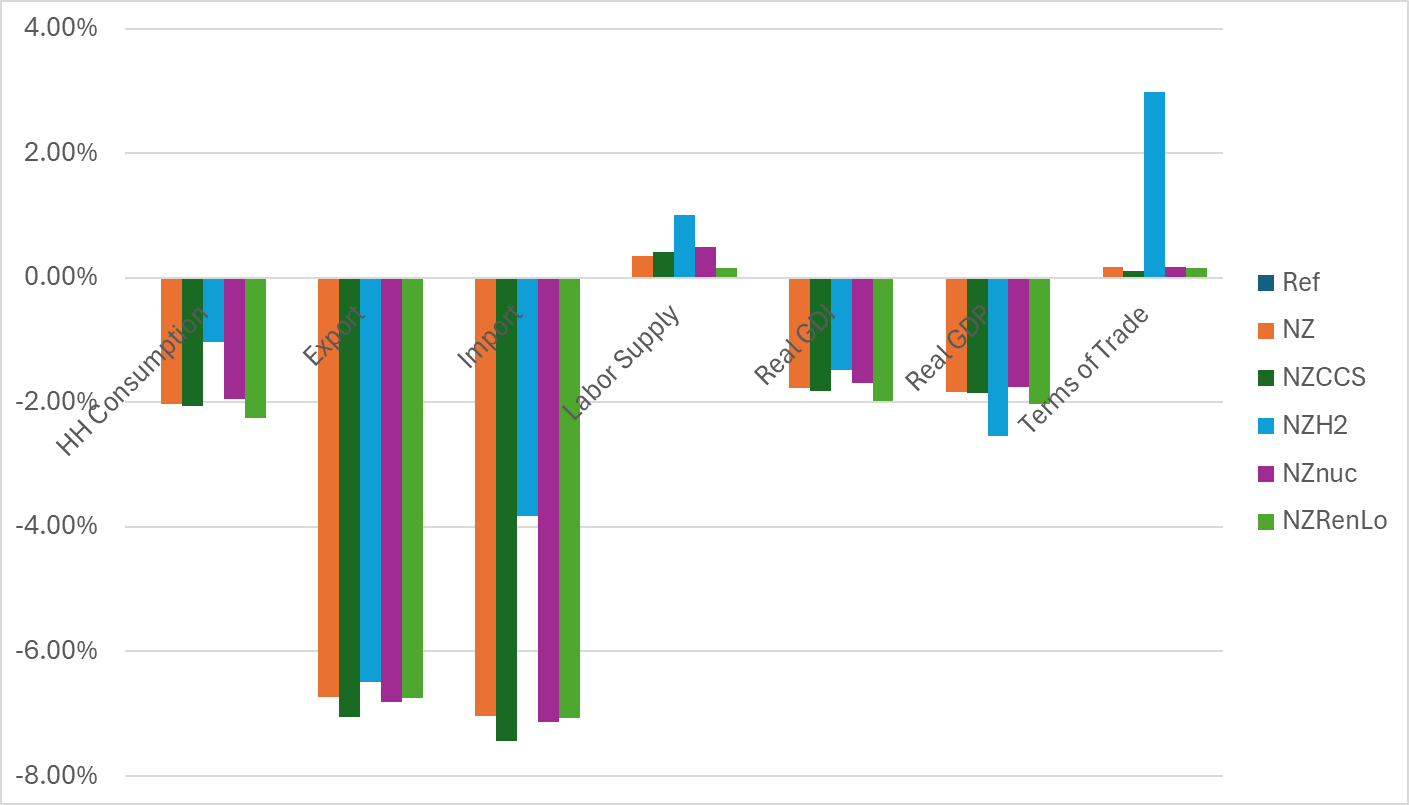 4.00%
2.00%
0.00%
-2.00%
-4.00%
-6.00%
-8.00%
HH Consumption
Export
Import
Labor Supply
Real GDI
Real GDP
Terms of Trade
Ref
NZ
NZCCS
NZH2
NZnuc
NZRenLo